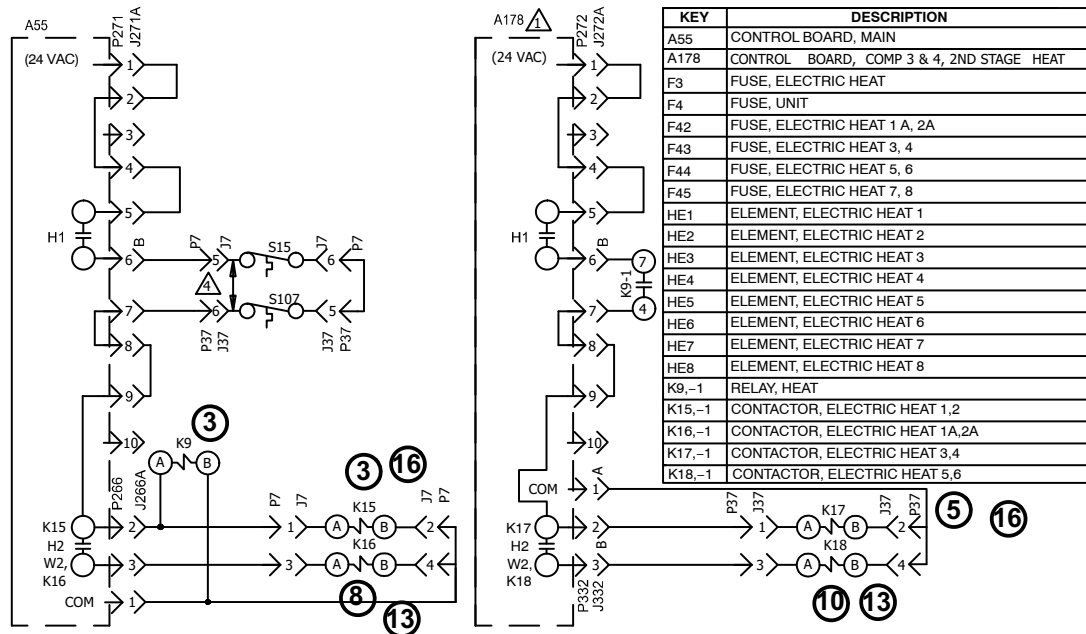 A55
P271
J271A
(24 VAC)
1
2
3
4
5
H1
6
B
P7
5
J7
S15
J7
6
P7
4
7
6
S107
5
P37
J37
J37
P37
8
9
10
K9
3
A
B
P266
J266A
3
16
P7
J7
K15
J7
P7
K15
2
1
A
B
2
H2
K16
W2,
K16
3
3
A
B
4
COM
1
8
13
A178
1
P272
J272A
(24 VAC)
1
2
3
4
5
H1
6
B
7
K9-1
7
4
8
9
10
COM
1
A
P37
J37
K17
J37
P37
5
16
K17
2
1
A
B
2
H2
B
K18
W2,
K18
3
3
A
B
4
P332
J332
10
13
KEY DESCRIPTION
A55 CONTROL BOARD, MAIN
A178 CONTROL BOARD, COMP 3 & 4, 2ND STAGE HEAT
F3 FUSE, ELECTRIC HEAT
F4 FUSE, UNIT
F42 FUSE, ELECTRIC HEAT 1 A, 2A
F43 FUSE, ELECTRIC HEAT 3, 4
F44 FUSE, ELECTRIC HEAT 5, 6
F45 FUSE, ELECTRIC HEAT 7, 8
HE1 ELEMENT, ELECTRIC HEAT 1
HE2 ELEMENT, ELECTRIC HEAT 2
HE3 ELEMENT, ELECTRIC HEAT 3
HE4 ELEMENT, ELECTRIC HEAT 4
HE5 ELEMENT, ELECTRIC HEAT 5
HE6 ELEMENT, ELECTRIC HEAT 6
HE7 ELEMENT, ELECTRIC HEAT 7
HE8 ELEMENT, ELECTRIC HEAT 8
K9,−1 RELAY, HEAT
K15,−1 CONTACTOR, ELECTRIC HEAT 1,2
K16,−1 CONTACTOR, ELECTRIC HEAT 1A,2A
K17,−1 CONTACTOR, ELECTRIC HEAT 3,4
K18,−1 CONTACTOR, ELECTRIC HEAT 5,6